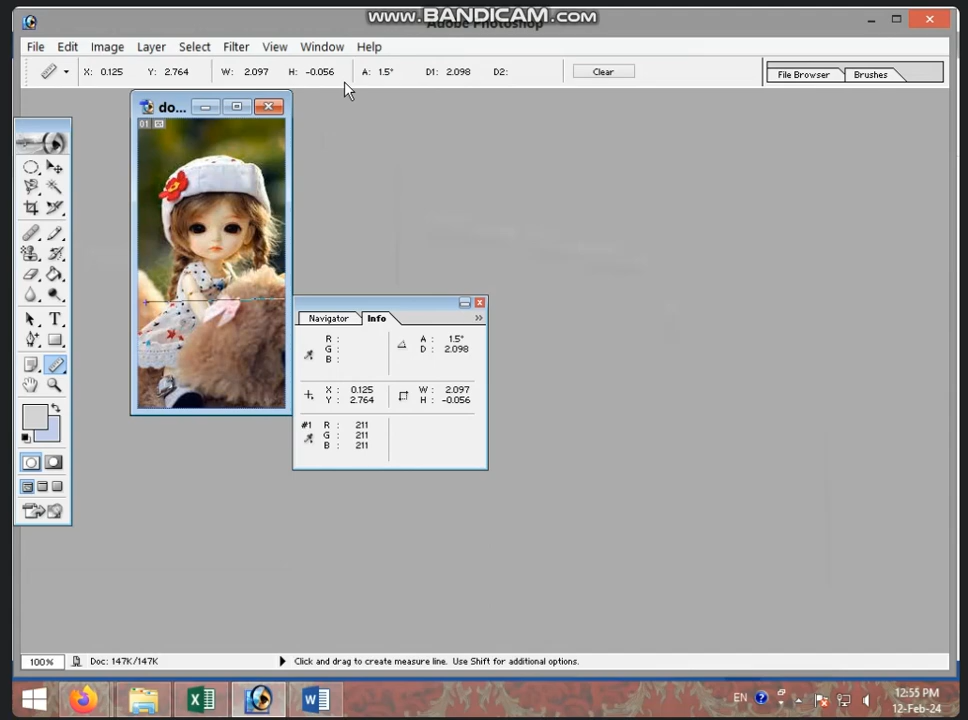 www.BANDICAM.com
Adobe Photoshop
File Edit Image Layer Select Filter View Window Help
X: 0.125 Y: 2.764 W: 2.097 H: -0.056 A: 1.5° D1: 2.098 D2: Clear File Browser Brushes
do...
01
Navigator Info
R : A : 1.5°
G : D : 2.098
B :
X : 0.125 W : 2.097
Y : 2.764 H : -0.056
#1 R : 211
G : 211
B : 211
T
100% Doc: 147K/147K Click and drag to create measure line. Use Shift for additional options.
EN 12:55 PM
12-Feb-24